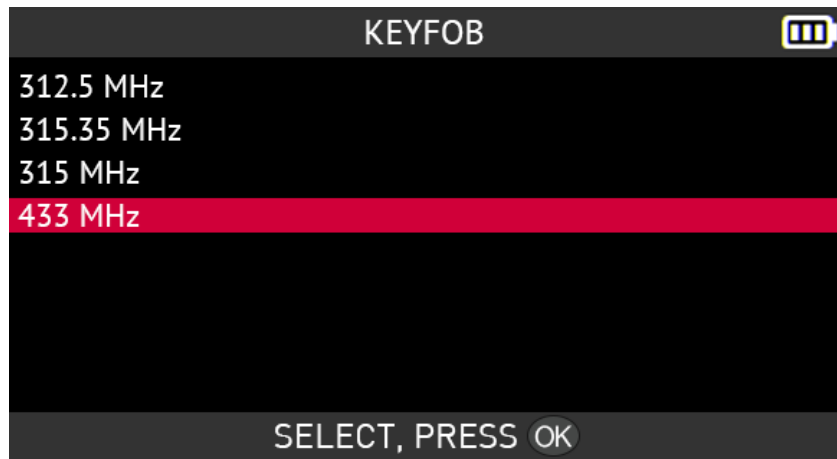 KEYFOB
312.5 MHz
315.35 MHz
315 MHz
433 MHz
SELECT, PRESS OK